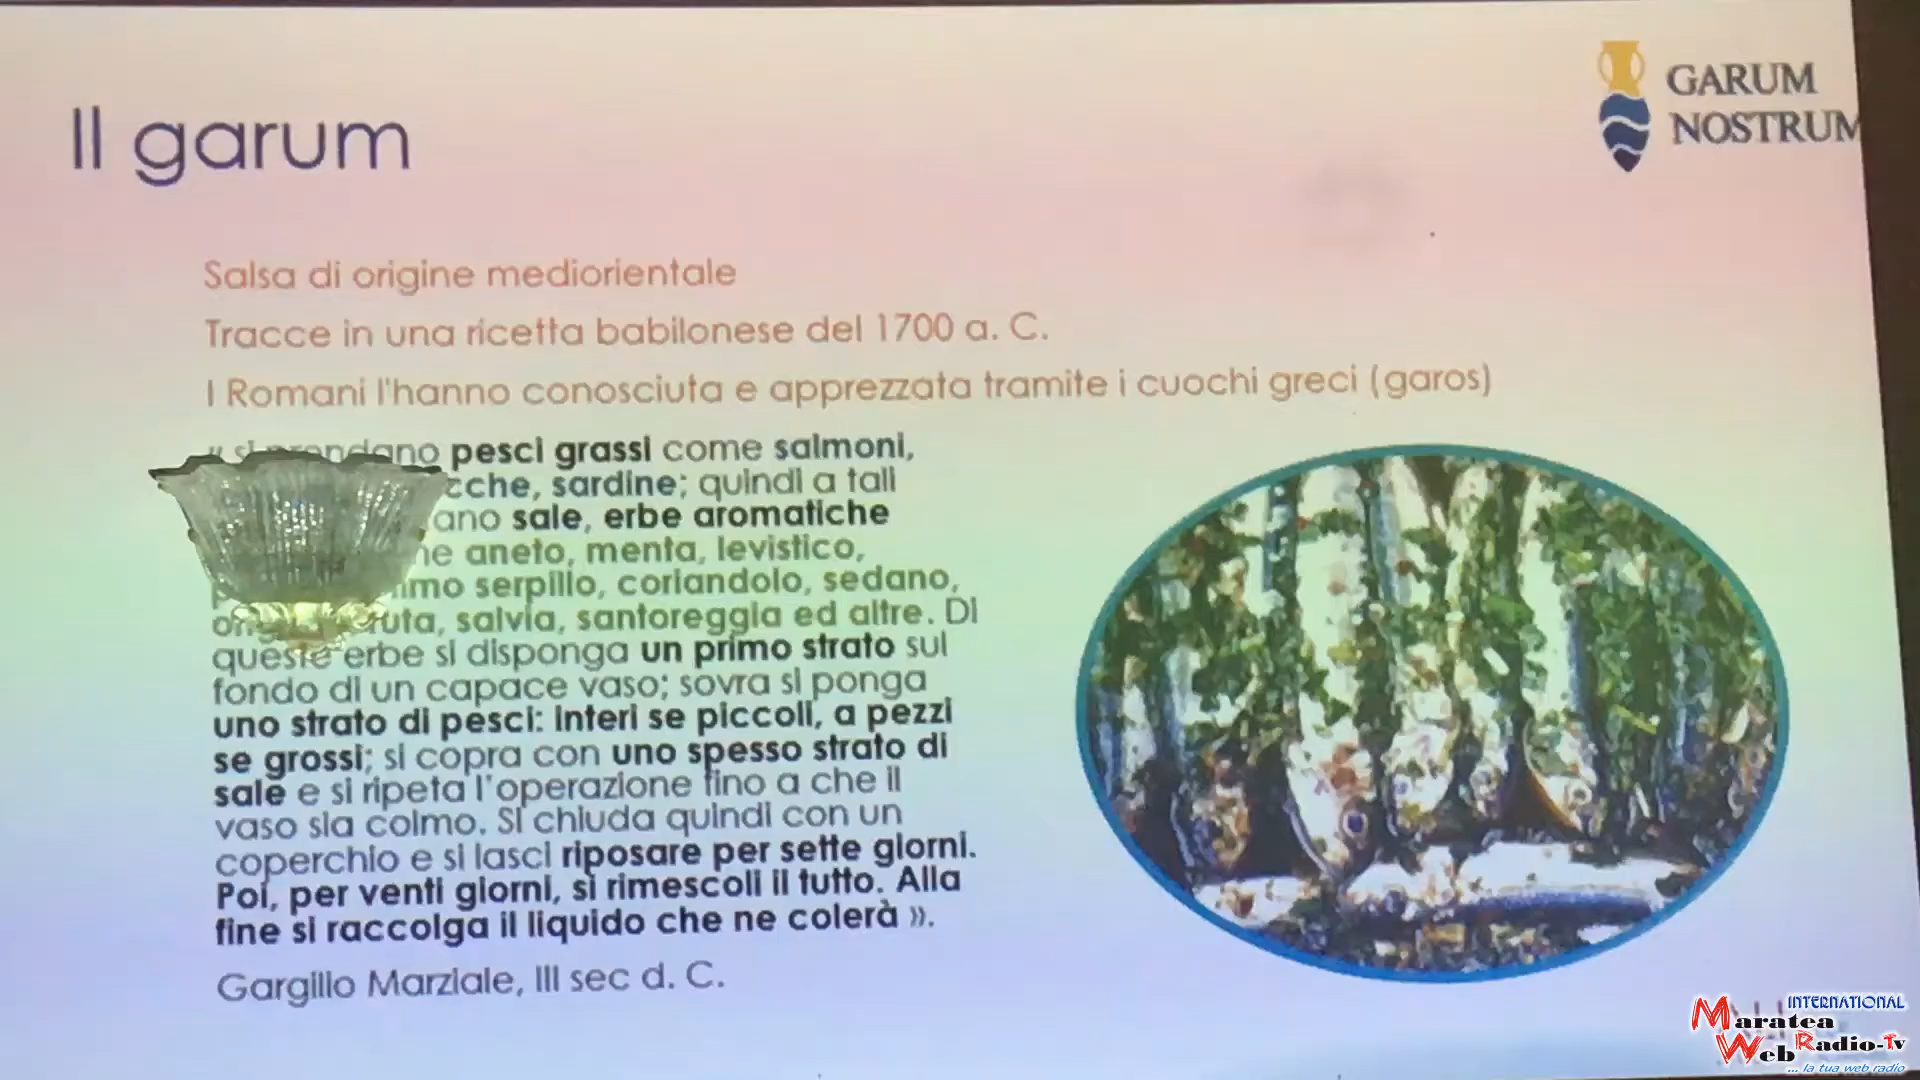 Il garum
GARUM
NOSTRUM
Salsa di origine mediorientale
Tracce in una ricetta babilonese del 1700 a. C.
I Romani l'hanno conosciuta e apprezzata tramite i cuochi greci (garos)
« si prendano pesci grassi come salmoni,
sardine; quindi a tali
sale, erbe aromatiche
aneto, menta, levistico,
serpillo, coriandolo, sedano,
salvia, santoreggia ed altre. Di
queste erbe si disponga un primo strato sul
fondo di un capace vaso; sovra si ponga
uno strato di pesci: interi se piccoli, a pezzi
se grossi; si copra con uno spesso strato di
sale e si ripeta l'operazione fino a che il
vaso sia colmo. Si chiuda quindi con un
coperchio e si lasci riposare per sette giorni.
Poi, per venti giorni, si rimescoli il tutto. Alla
fine si raccolga il liquido che ne colerà ».
Gargilio Marziale, III sec d. C.
INTERNATIONAL
Maratea
Web Radio-Tv
... la tua web radio